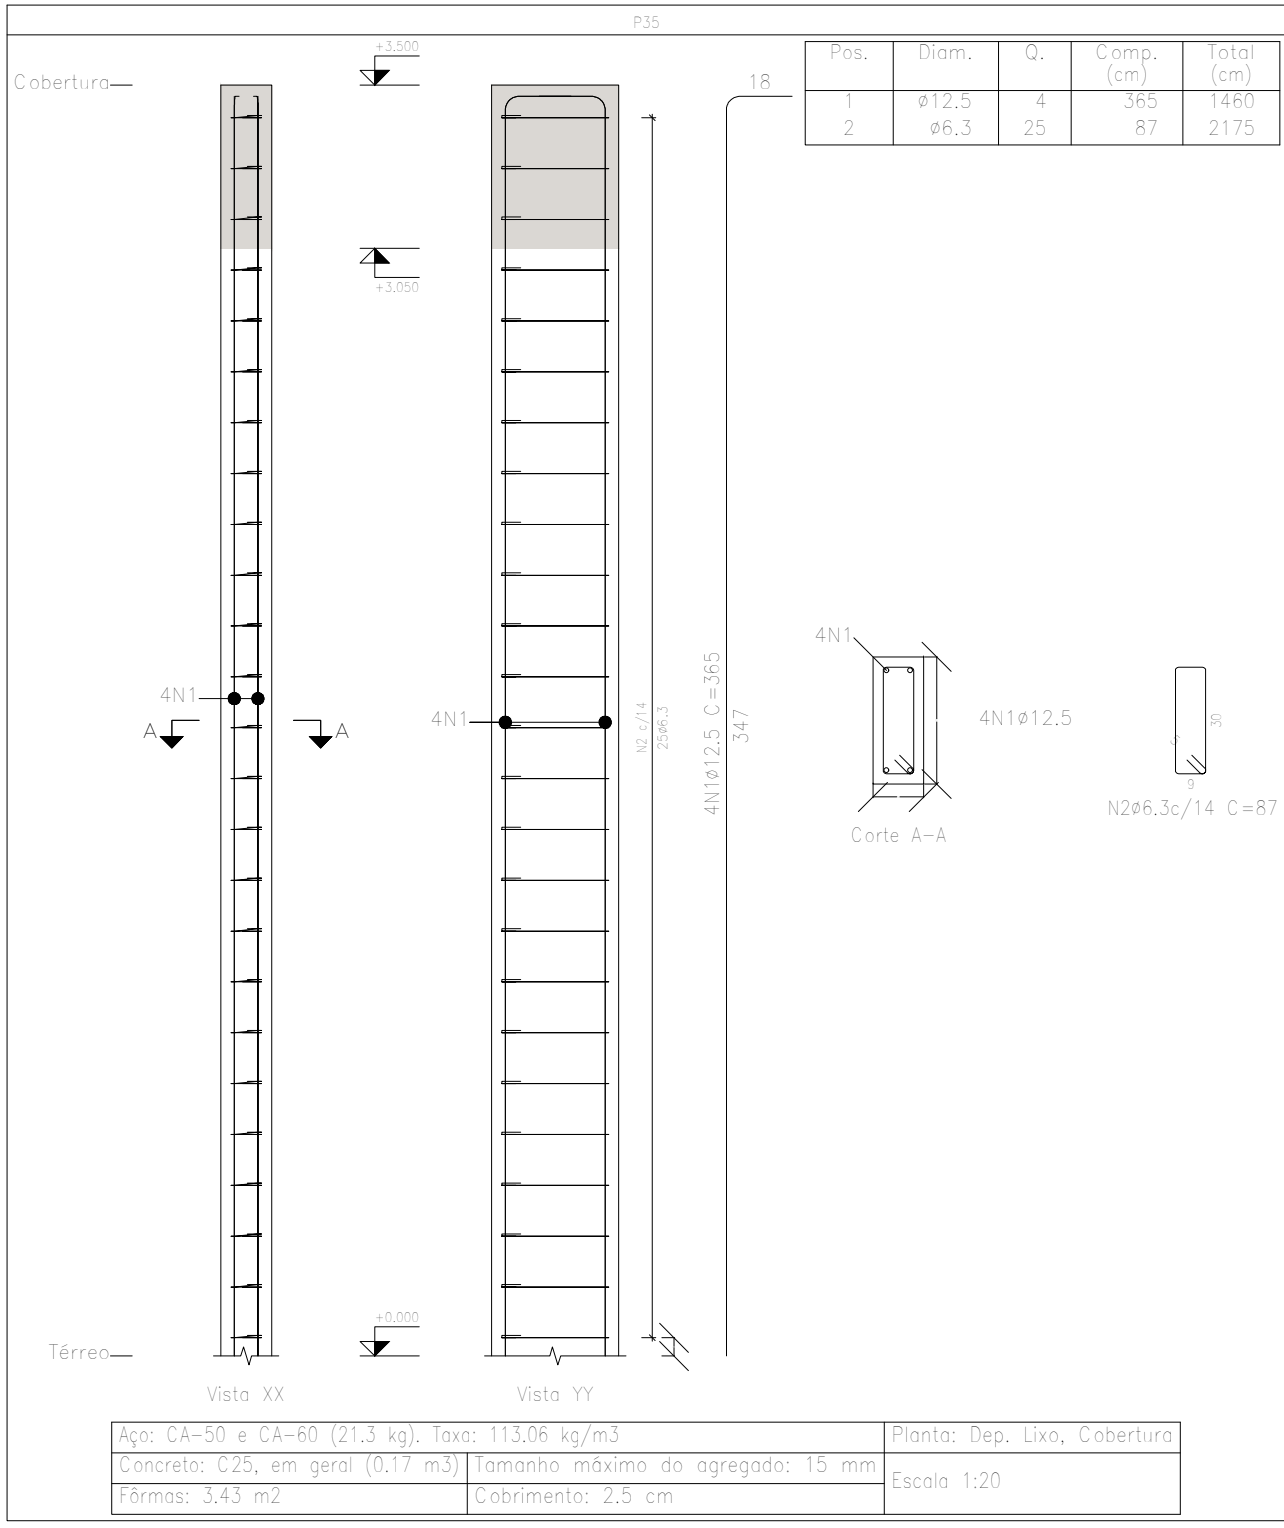 P35
+3.500
Cobertura
18
Pos. Diam. Q. Comp. (cm) Total (cm)
1 ø12.5 4 365 1460
2 ø6.3 25 87 2175
+3.050
4N1
4N1
A A
N2 c/14
25ø6.3
4N1ø12.5 C=365
347
4N1
4N1ø12.5
Corte A-A
5
30
9
N2ø6.3c/14 C=87
+0.000
Térreo
Vista XX
Vista YY
Aço: CA-50 e CA-60 (21.3 kg). Taxa: 113.06 kg/m3
Planta: Dep. Lixo, Cobertura
Concreto: C25, em geral (0.17 m3)
Tamanho máximo do agregado: 15 mm
Escala 1:20
Fôrmas: 3.43 m2
Cobrimento: 2.5 cm